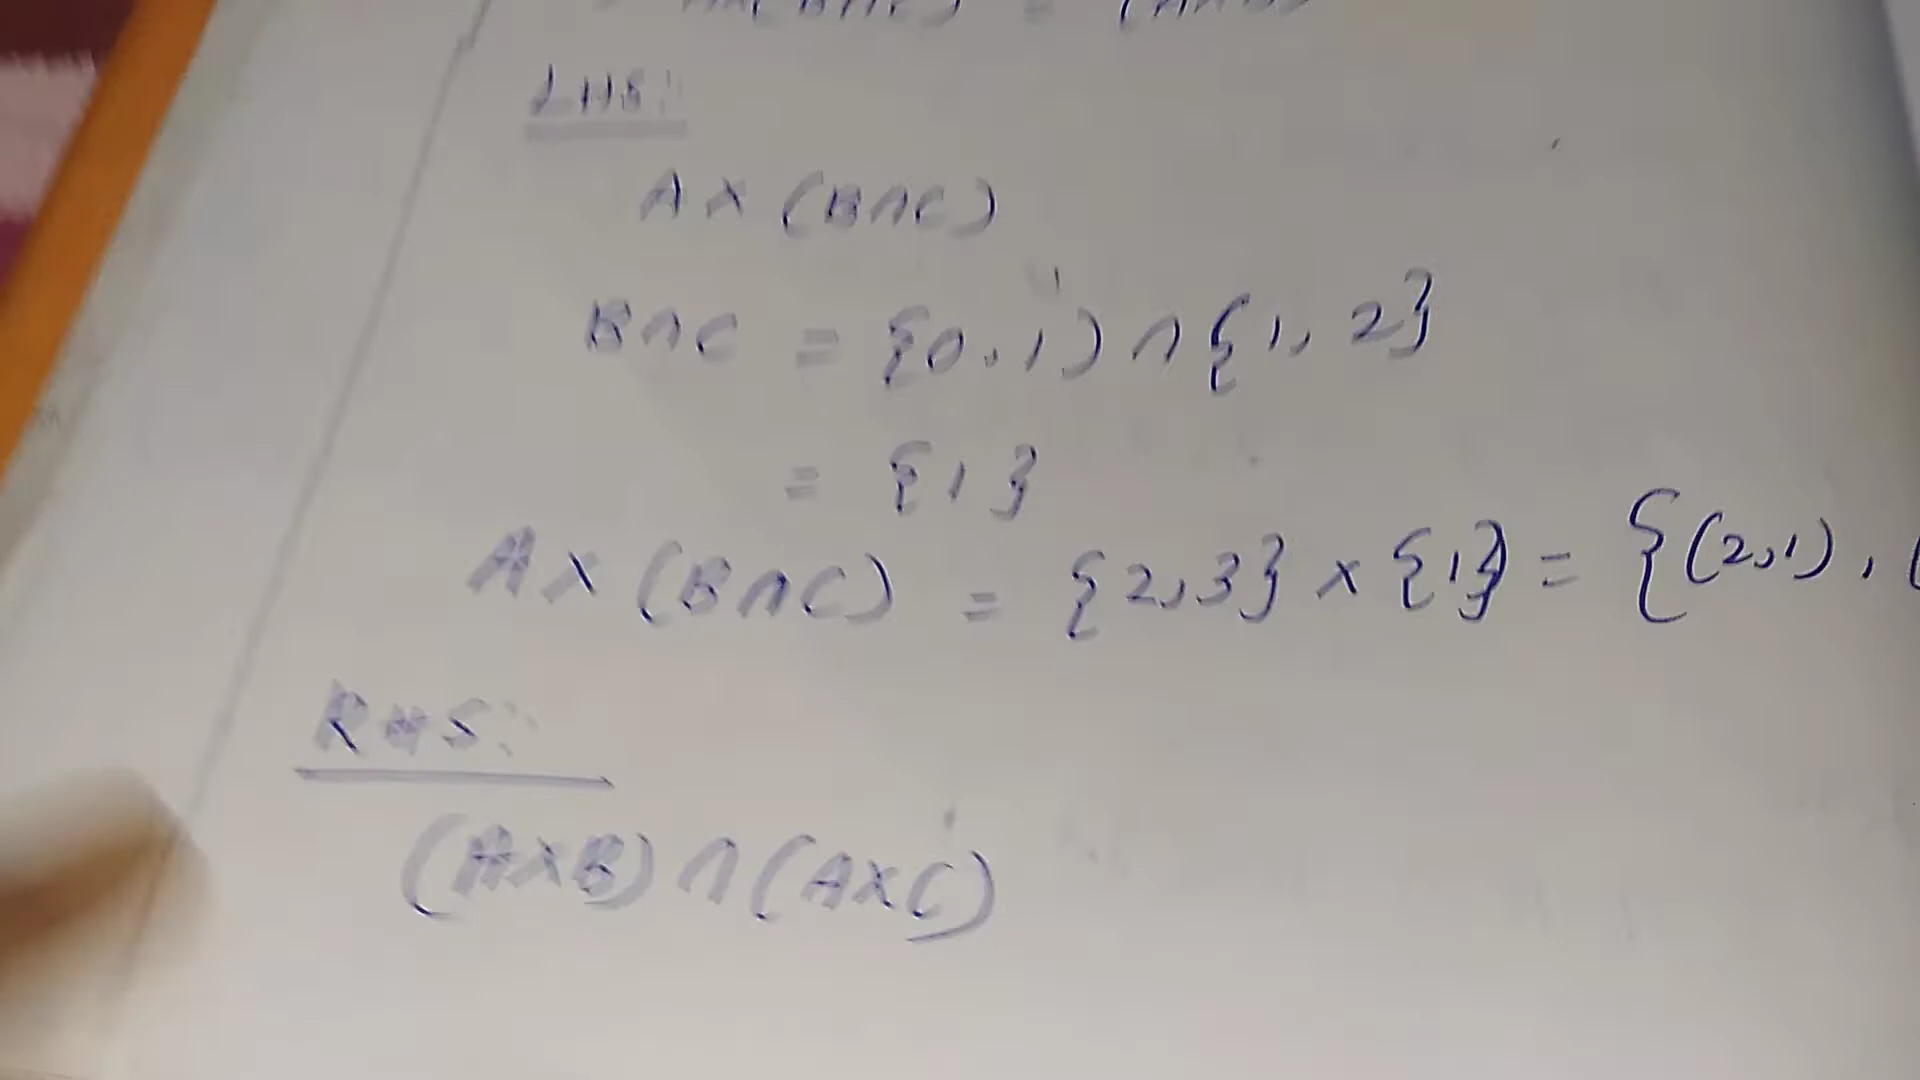 LHS:
A × (B∩C)
B∩C = {0, 1} ∩ {1, 2}
= {1}
A × (B∩C) = {2,3} × {1} = {(2,1), (
RHS:
(A×B) ∩ (A×C)